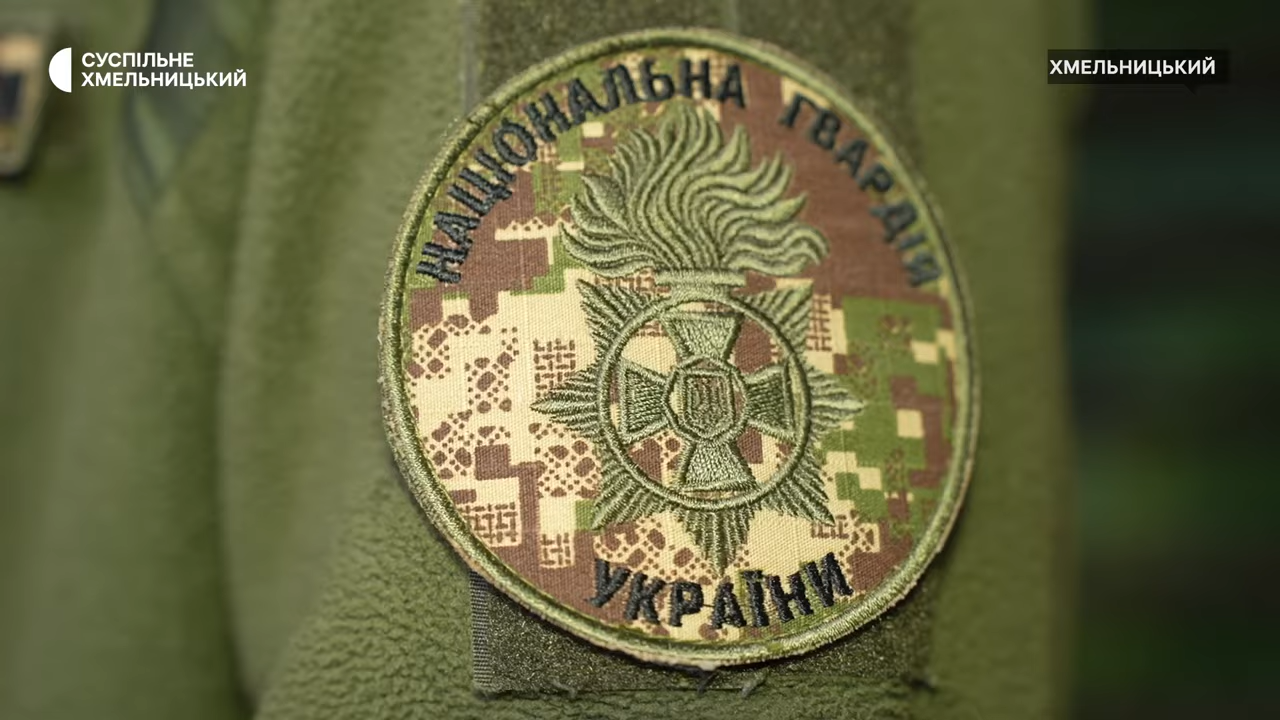 СУСПІЛЬНЕ
ХМЕЛЬНИЦЬКИЙ
ХМЕЛЬНИЦЬКИЙ
НАЦІОНАЛЬНА ГВАРДІЯ
УКРАЇНИ